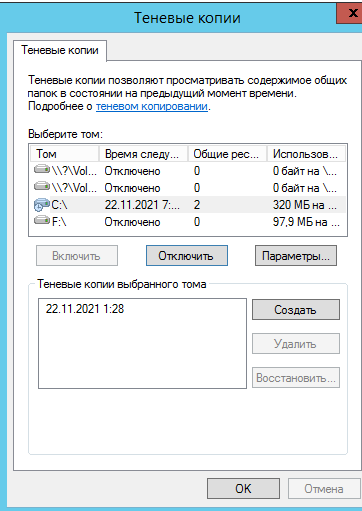 Теневые копии
x
Теневые копии
Теневые копии позволяют просматривать содержимое общих
папок в состоянии на предыдущий момент времени.
Подробнее о теневом копировании.
Выберите том:
Том Время следу... Общие рес... Использов...
\\?\Vol... Отключено 0 0 байт на \...
\\?\Vol... Отключено 0 0 байт на \...
C:\ 22.11.2021 7:... 2 320 МБ на ...
F:\ Отключено 0 97,9 МБ на ...
Включить Отключить Параметры...
Теневые копии выбранного тома
22.11.2021 1:28
Создать
Удалить
Восстановить...
OK Отмена